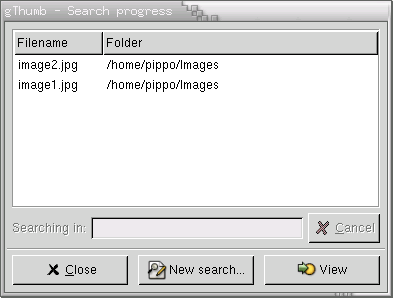 gThumb - Search progress
Filename Folder
image2.jpg /home/pippo/Images
image1.jpg /home/pippo/Images
Searching in: Cancel
Close New search... View